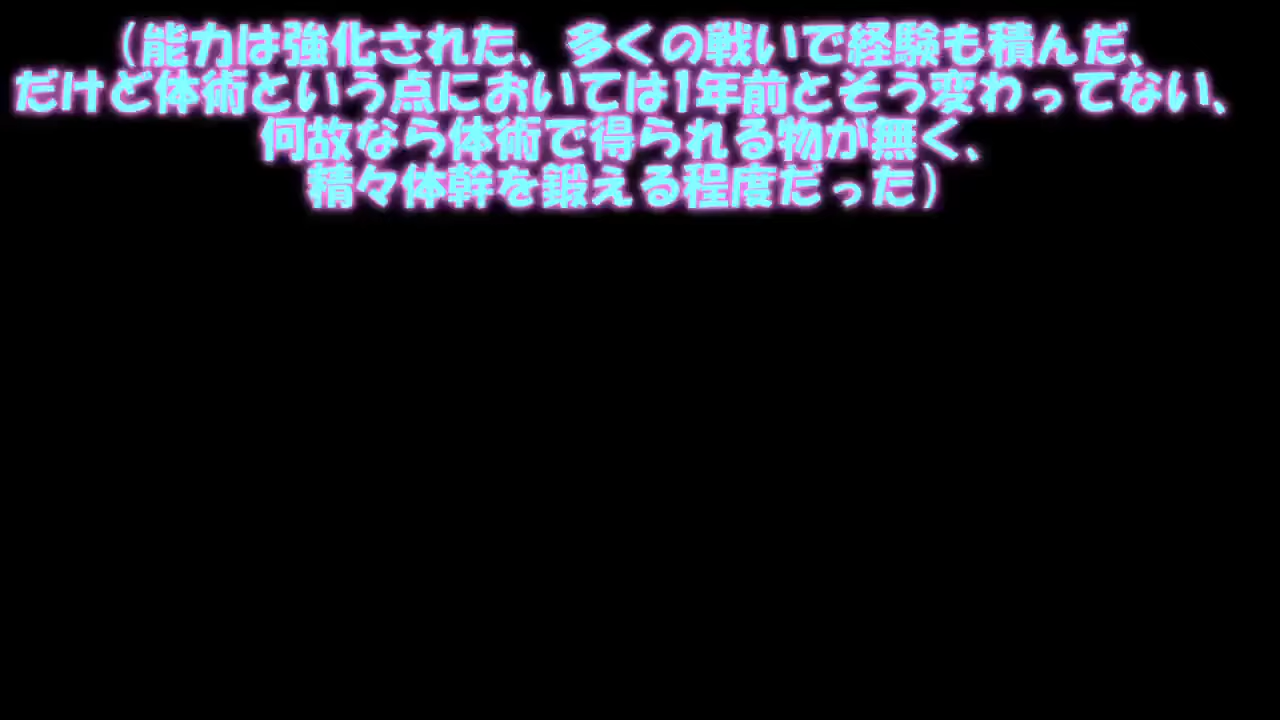 （能力は強化された、多くの戦いで経験も積んだ、
だけど体術という点においては1年前とそう変わってない、
何故なら体術で得られる物が無く、
精々体幹を鍛える程度だった）